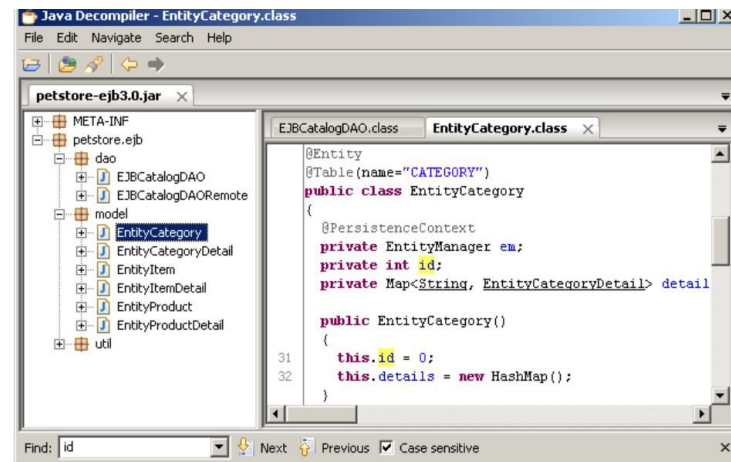 Java Decompiler - EntityCategory.class
File Edit Navigate Search Help
petstore-ejb3.0.jar
META-INF
petstore.ejb
dao
EJBCatalogDAO
EJBCatalogDAORemote
model
EntityCategory
EntityCategoryDetail
EntityItem
EntityItemDetail
EntityProduct
EntityProductDetail
util
EJBCatalogDAO.class EntityCategory.class
@Entity
@Table(name="CATEGORY")
public class EntityCategory
{
@PersistenceContext
private EntityManager em;
private int id;
private Map<String, EntityCategoryDetail> detail
public EntityCategory()
{
31 this.id = 0;
32 this.details = new HashMap();
}
Find: id Next Previous Case sensitive